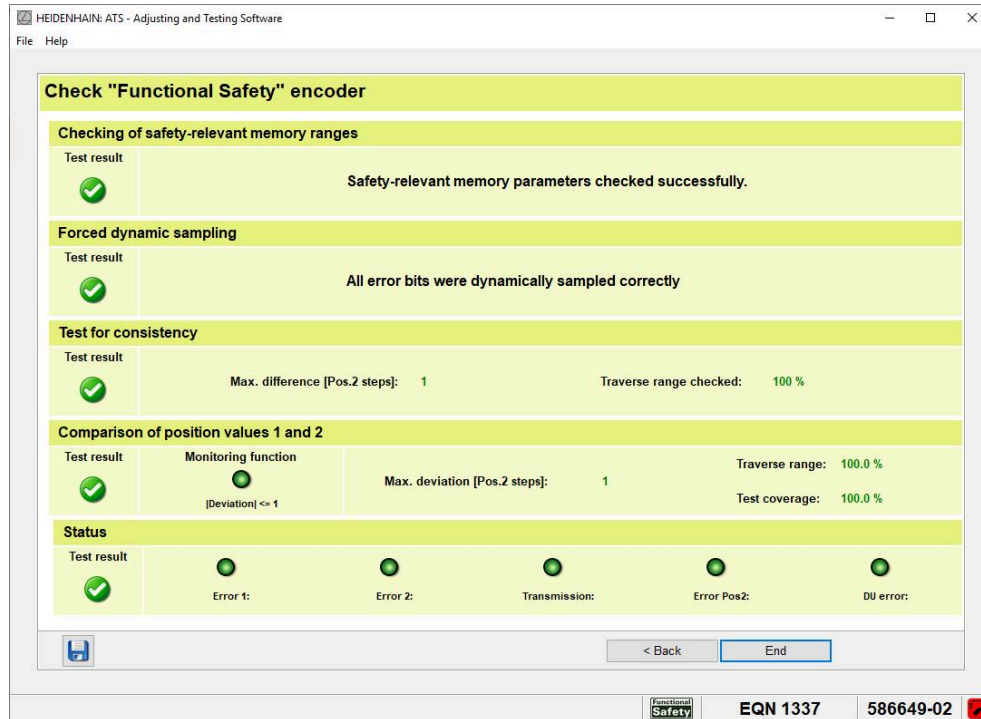 HEIDENHAIN: ATS - Adjusting and Testing Software
File Help
Check "Functional Safety" encoder
Checking of safety-relevant memory ranges
Test result
Safety-relevant memory parameters checked successfully.
Forced dynamic sampling
Test result
All error bits were dynamically sampled correctly
Test for consistency
Test result
Max. difference [Pos.2 steps]: 1 Traverse range checked: 100 %
Comparison of position values 1 and 2
Test result Monitoring function
|Deviation| <= 1
Max. deviation [Pos.2 steps]: 1
Traverse range: 100.0 %
Test coverage: 100.0 %
Status
Test result
Error 1: Error 2: Transmission: Error Pos2: DU error:
< Back End
Functional Safety EQN 1337 586649-02